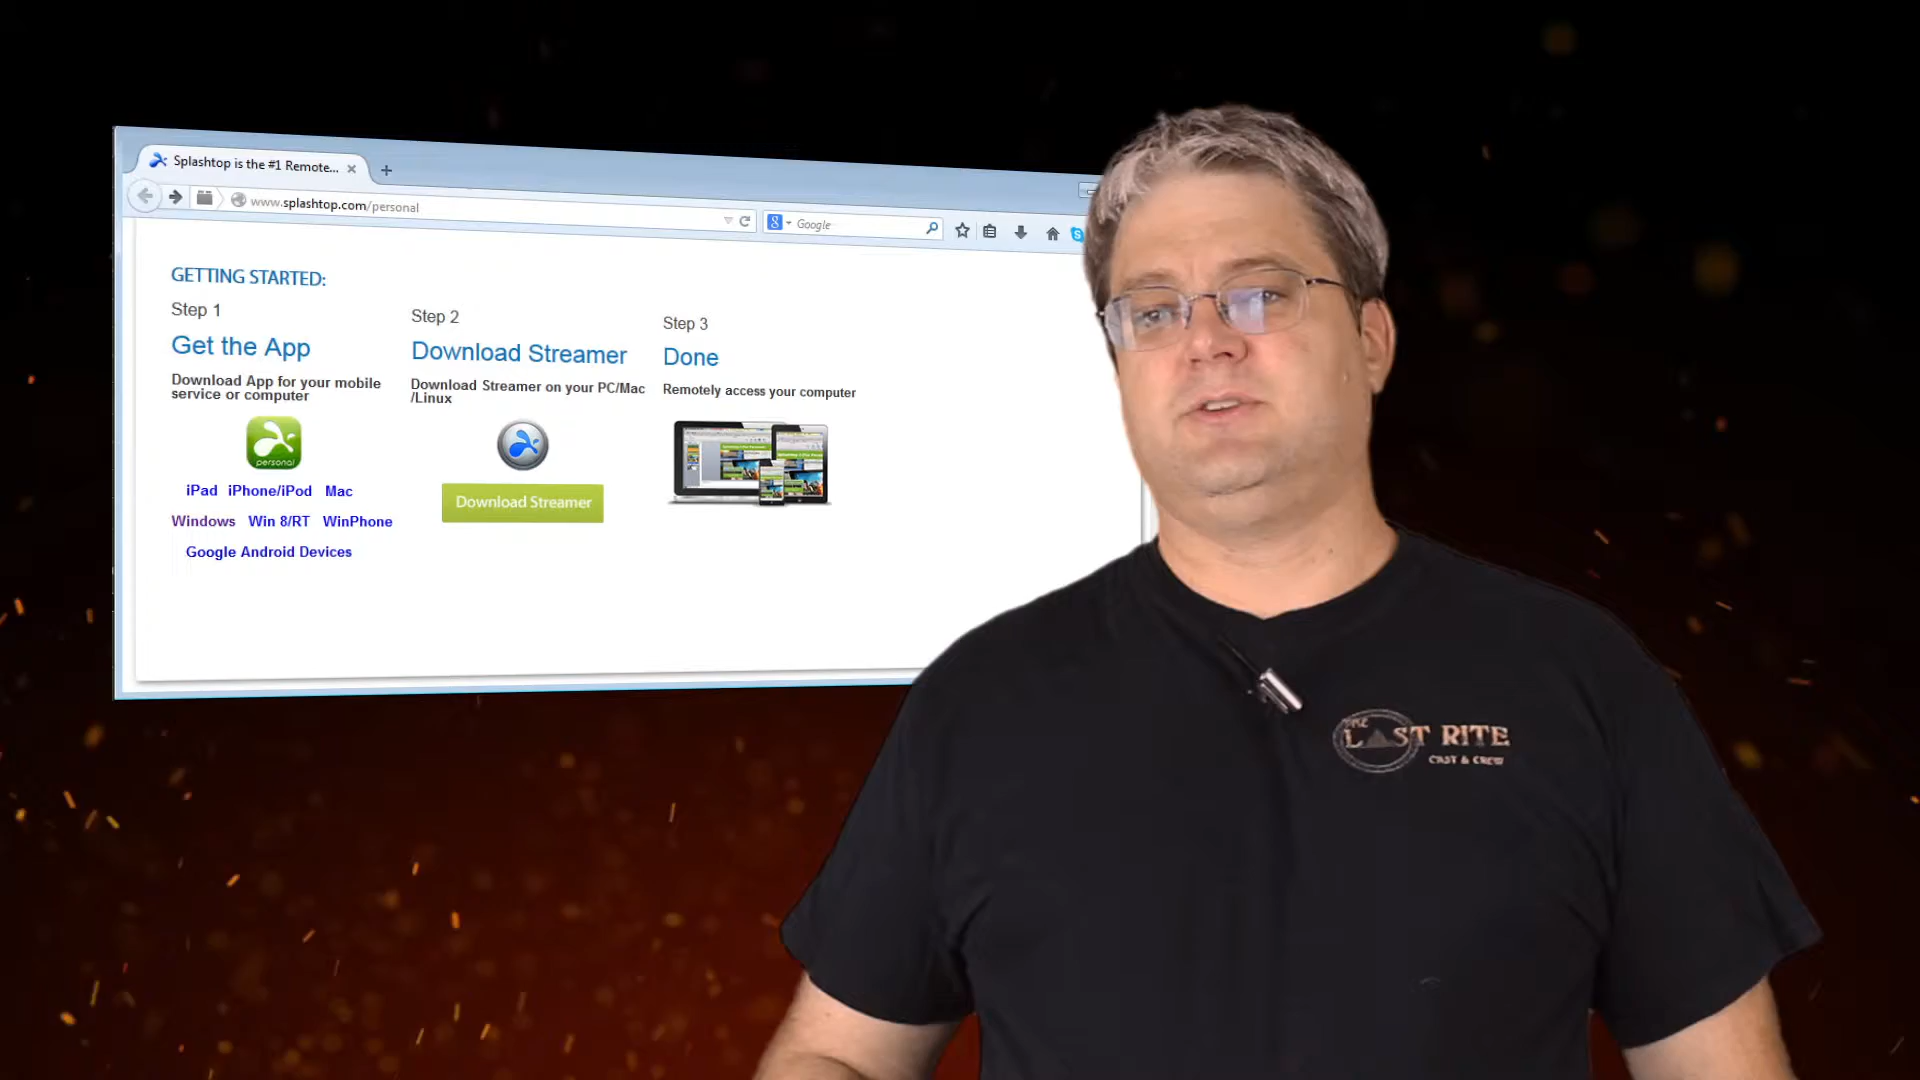 Splashtop is the #1 Remote...
www.splashtop.com/personal
Google
GETTING STARTED:
Step 1
Get the App
Download App for your mobile
service or computer
personal
iPad iPhone/iPod Mac
Windows Win 8/RT WinPhone
Google Android Devices
Step 2
Download Streamer
Download Streamer on your PC/Mac
/Linux
Download Streamer
Step 3
Done
Remotely access your computer
THE
LAST RITE
CAST & CREW